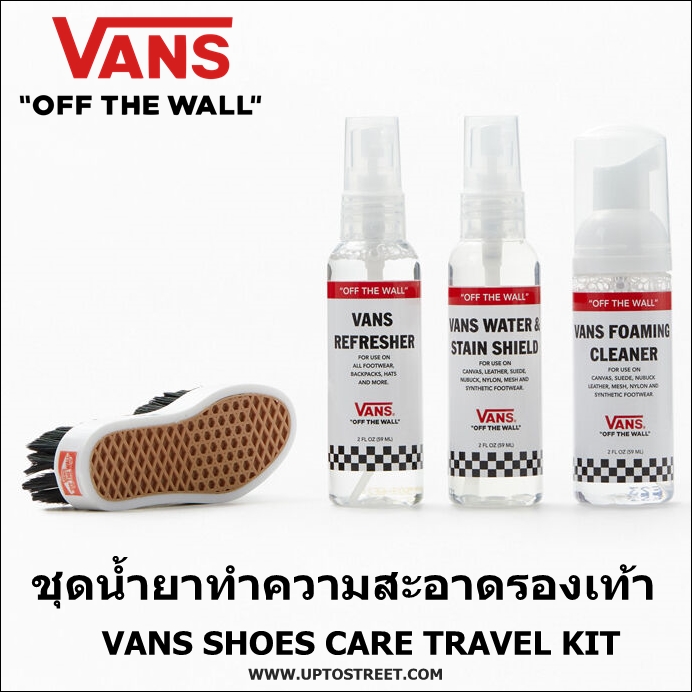 VANS
"OFF THE WALL"
"OFF THE WALL"
VANS
REFRESHER
FOR USE ON
ALL FOOTWEAR,
BACKPACKS, HATS
AND MORE.
VANS
"OFF THE WALL"
2 FL OZ (59 ML)
"OFF THE WALL"
VANS WATER &
STAIN SHIELD
FOR USE ON
CANVAS, LEATHER, SUEDE,
NUBUCK, NYLON, MESH AND
SYNTHETIC FOOTWEAR.
VANS
"OFF THE WALL"
2 FL OZ (59 ML)
"OFF THE WALL"
VANS FOAMING
CLEANER
FOR USE ON
CANVAS, SUEDE, NUBUCK
LEATHER, MESH, NYLON AND
SYNTHETIC FOOTWEAR.
VANS
"OFF THE WALL"
2 FL OZ (59 ML)
ชุดน้ำยาทำความสะอาดรองเท้า
VANS SHOES CARE TRAVEL KIT
WWW.UPTOSTREET.COM